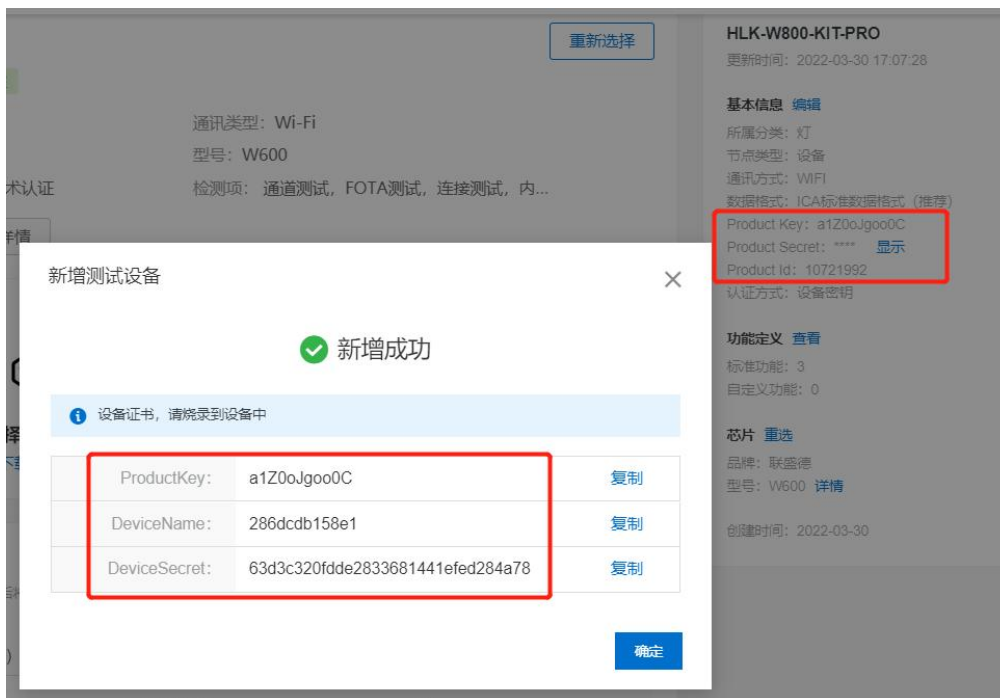 重新选择
通讯类型：Wi-Fi
型号：W600
术认证
检测项：通道测试，FOTA测试，连接测试，内...
详情
HLK-W800-KIT-PRO
更新时间：2022-03-30 17:07:28
基本信息 编辑
所属分类：灯
节点类型：设备
通讯方式：WIFI
数据格式：ICA标准数据格式（推荐）
Product Key：a1Z0oJgoo0C
Product Secret：**** 显示
Product Id：10721992
认证方式：设备密钥
功能定义 查看
标准功能：3
自定义功能：0
芯片 重选
品牌：联盛德
型号：W600 详情
创建时间：2022-03-30
新增测试设备
新增成功
设备证书，请烧录到设备中
ProductKey： a1Z0oJgoo0C 复制
DeviceName： 286dcdb158e1 复制
DeviceSecret： 63d3c320fdde2833681441efed284a78 复制
确定